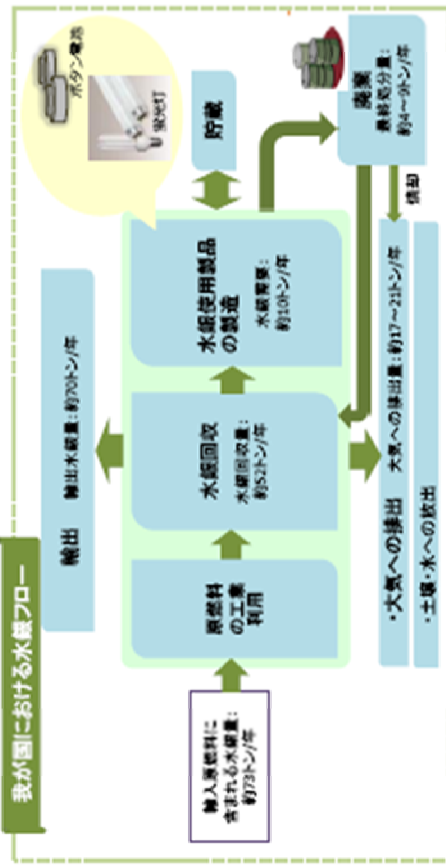 我が国における水銀フロー
輸入原燃料に
含まれる水銀量:
約73トン/年
原燃料
の工業
利用
水銀回収
水銀回収量:
約52トン/年
水銀使用製品
の製造
水銀需要:
約10トン/年
輸出 輸出水銀量:約70トン/年
ボタン電池
蛍光灯
貯蔵
廃棄
最終処分量:
約4~9トン/年
焼却
・大気への排出 大気への排出量:約17~21トン/年
・土壌・水への放出